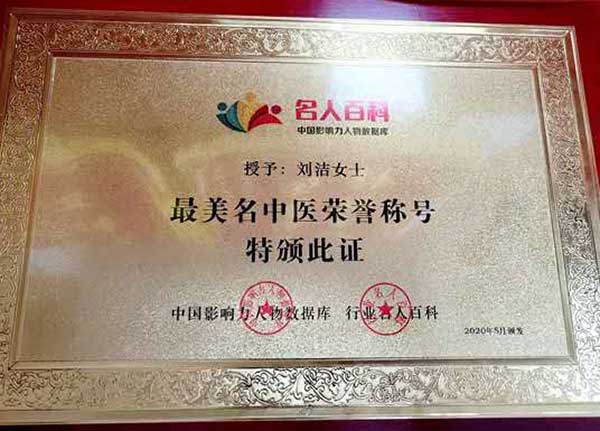 名人百科
中国影响力人物数据库
授予：刘洁女士
最美名中医荣誉称号
特颁此证
中国影响力人物数据库 行业名人百科
2020年5月颁发